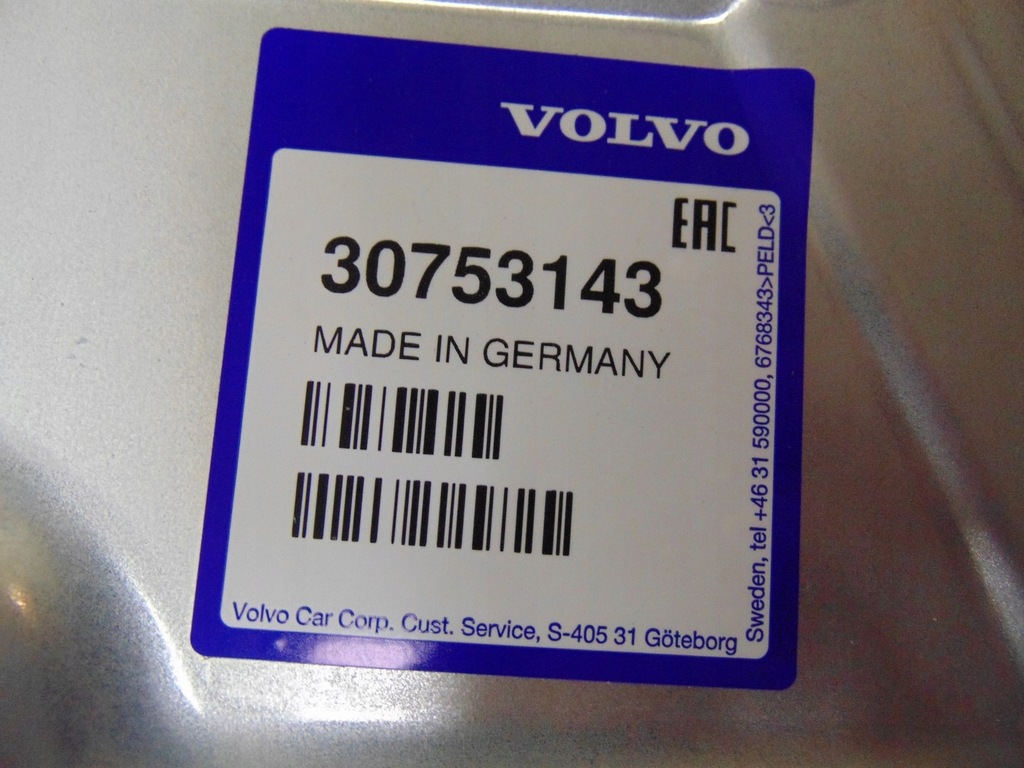 VOLVO
EAC
30753143
MADE IN GERMANY
Volvo Car Corp. Cust. Service, S-405 31 Göteborg
Sweden, tel +46 31 590000, 6768343>PELD<3